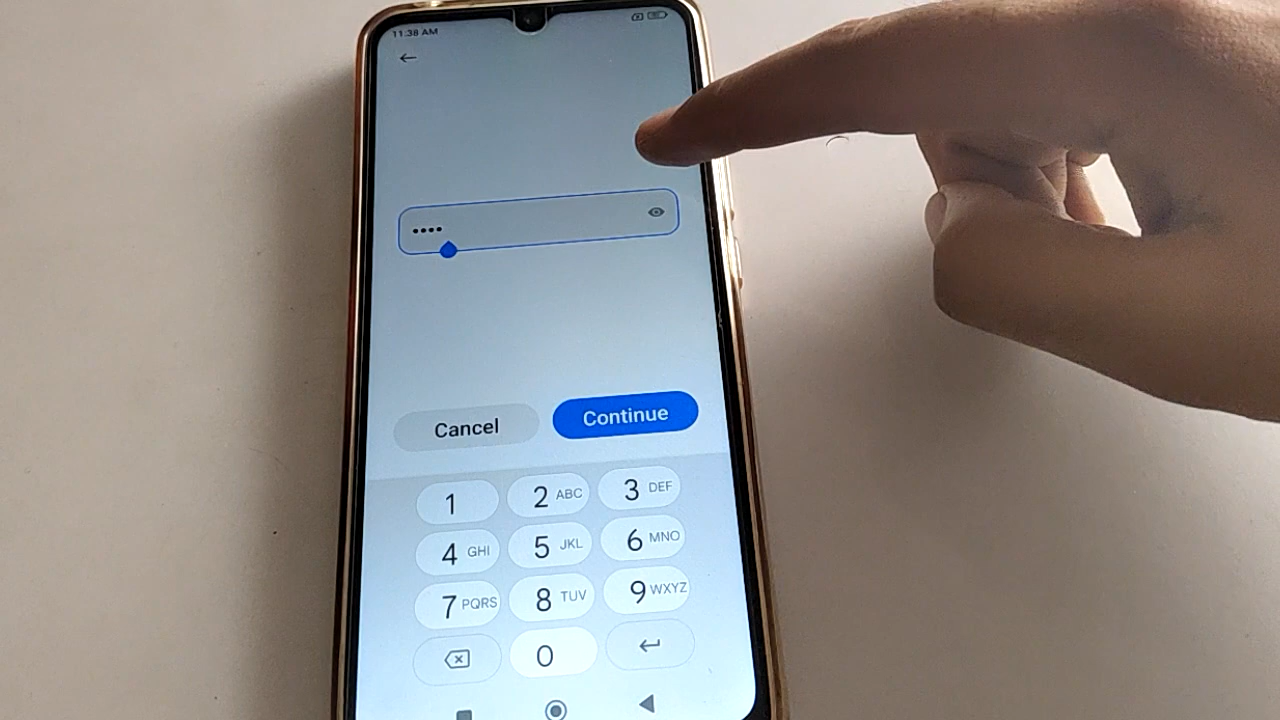 11:38 AM
••••
Cancel Continue
1 2 ABC 3 DEF
4 GHI 5 JKL 6 MNO
7 PQRS 8 TUV 9 WXYZ
0